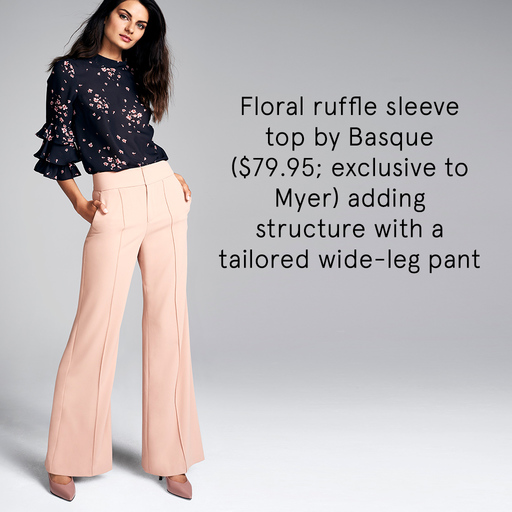 Floral ruffle sleeve
top by Basque
($79.95; exclusive to
Myer) adding
structure with a
tailored wide-leg pant